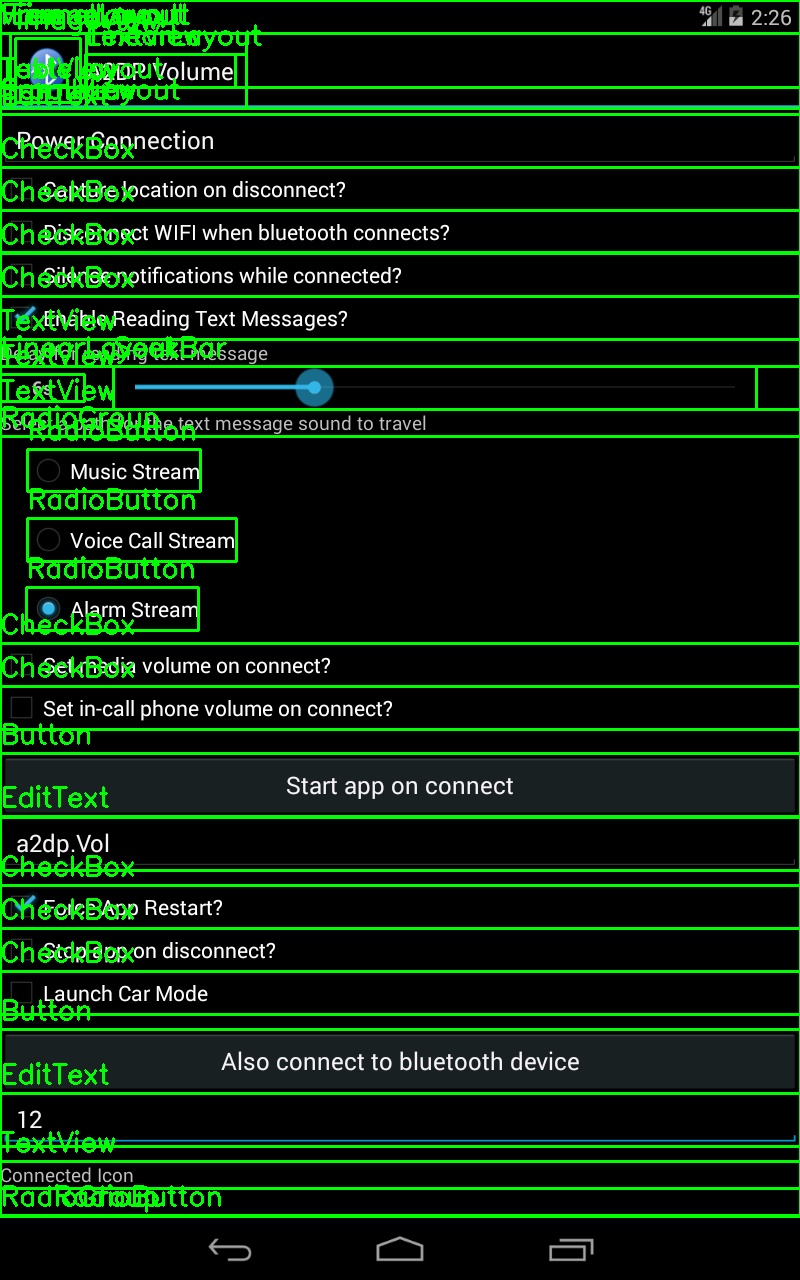 4G 2:26
TextView
A2DP Volume
Power Connection
CheckBox
Capture location on disconnect?
CheckBox
Disconnect WIFI when bluetooth connects?
CheckBox
Silence notifications while connected?
CheckBox
Enable Reading Text Messages?
TextView
LinearLayout SeekBar
message
TextView
6s
TextView
RadioGroup
Select a path for the text message sound to travel
RadioButton
Music Stream
RadioButton
Voice Call Stream
RadioButton
Alarm Stream
CheckBox
Set media volume on connect?
CheckBox
Set in-call phone volume on connect?
Button
Start app on connect
EditText
a2dp.Vol
CheckBox
Force App Restart?
CheckBox
Stop app on disconnect?
CheckBox
Launch Car Mode
Button
Also connect to bluetooth device
EditText
12
TextView
Connected Icon
RadioGroup RadioButton